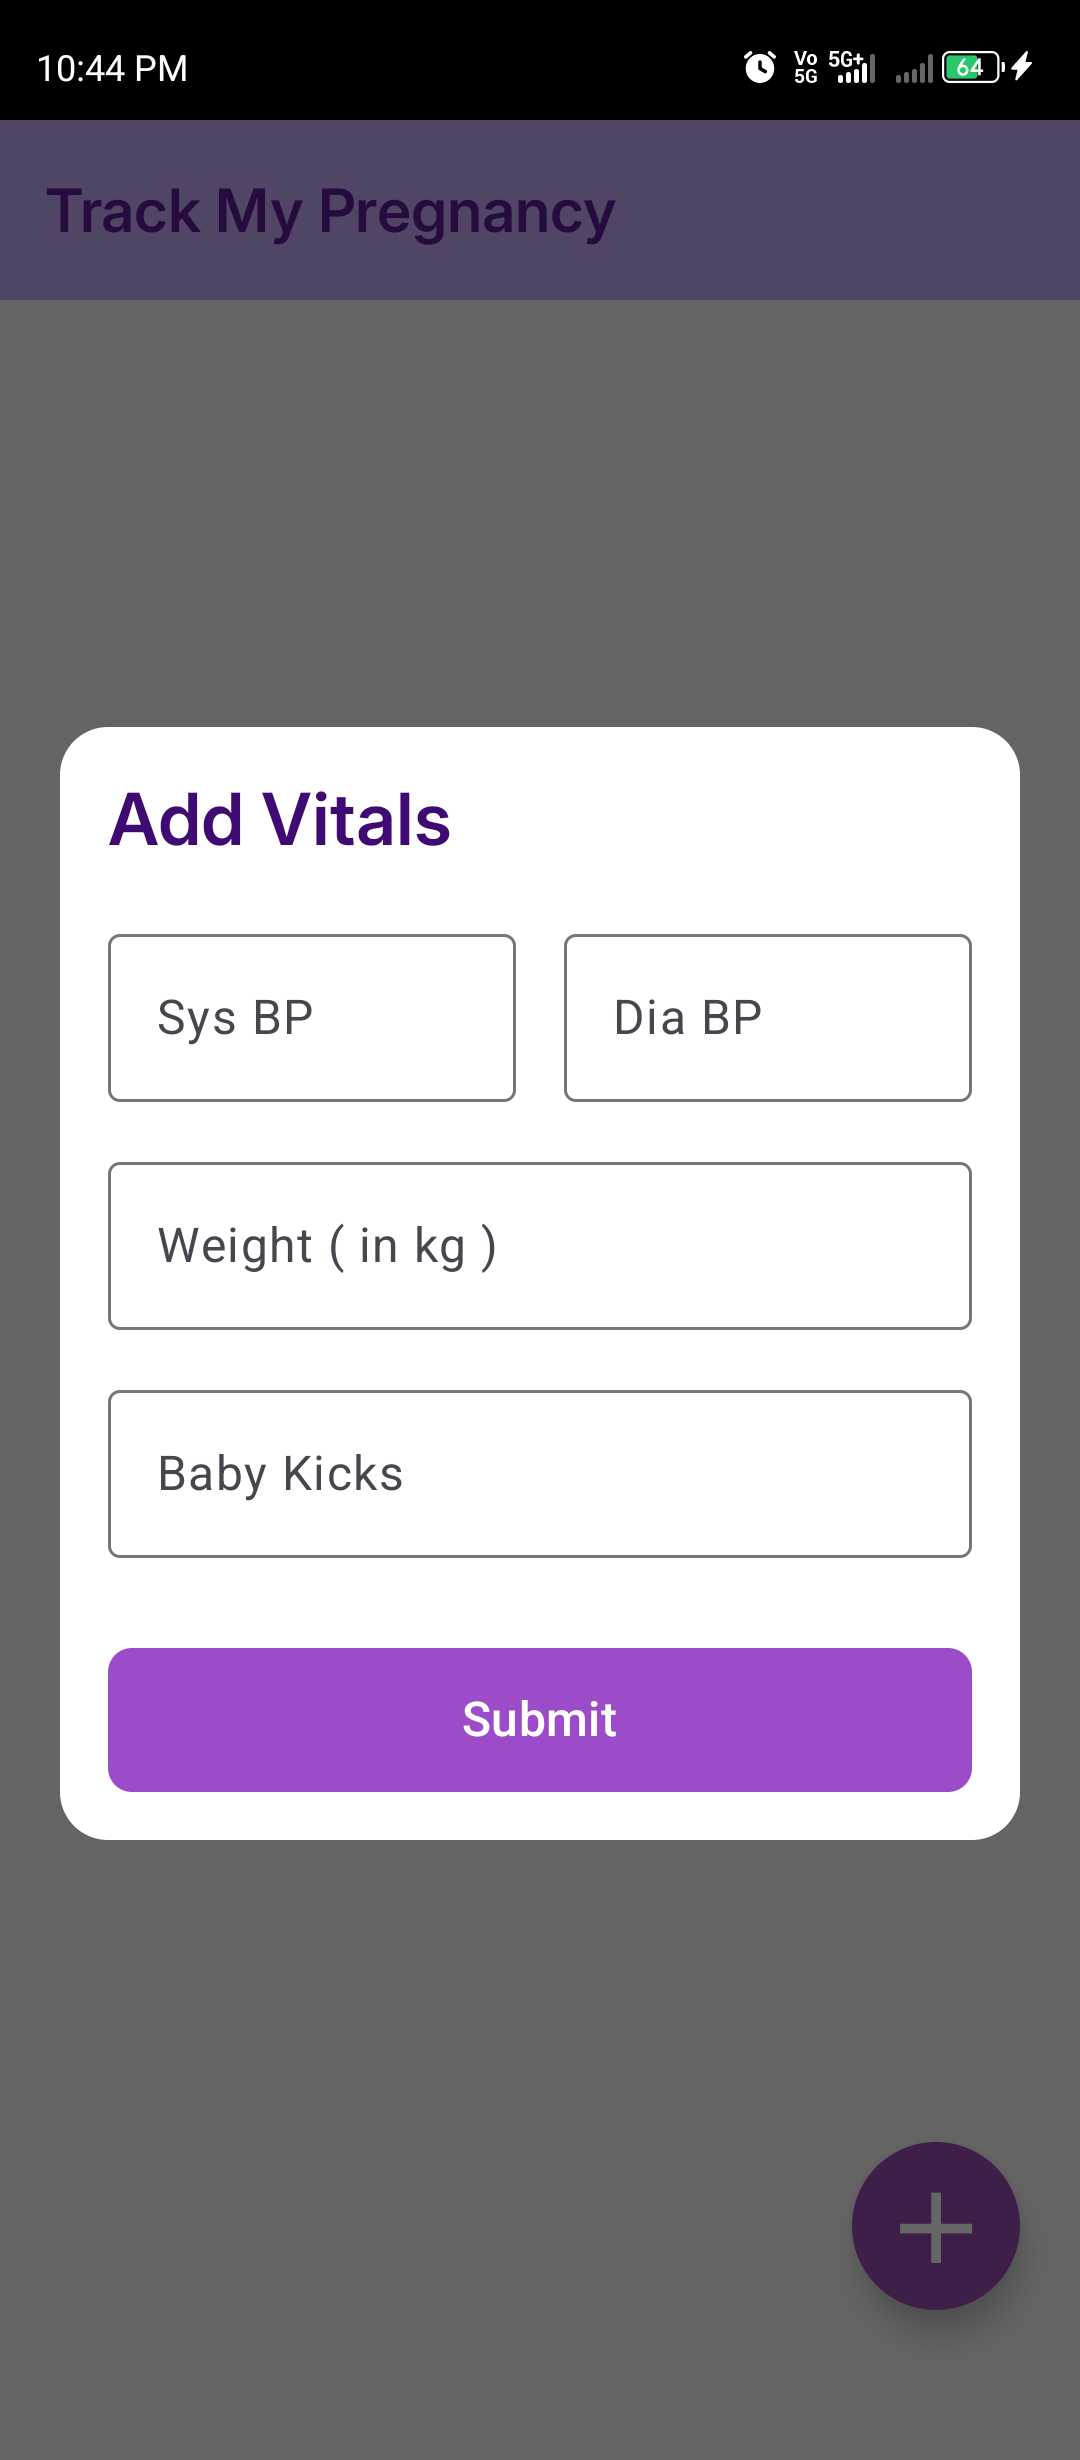 10:44 PM Vo 5G 5G+ 64
Track My Pregnancy
Add Vitals
Sys BP Dia BP
Weight ( in kg )
Baby Kicks
Submit